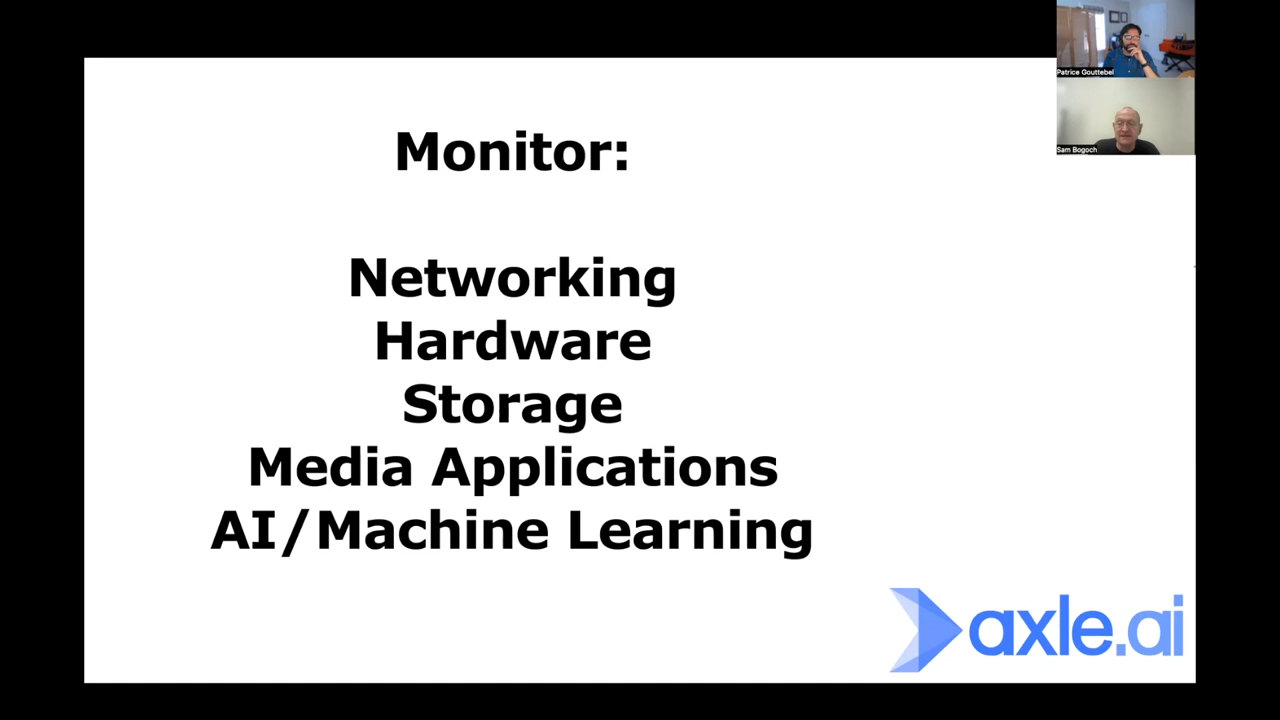 Monitor:
Networking
Hardware
Storage
Media Applications
AI/Machine Learning
axle.ai
Patrice Gouttebel
Sam Bogoch